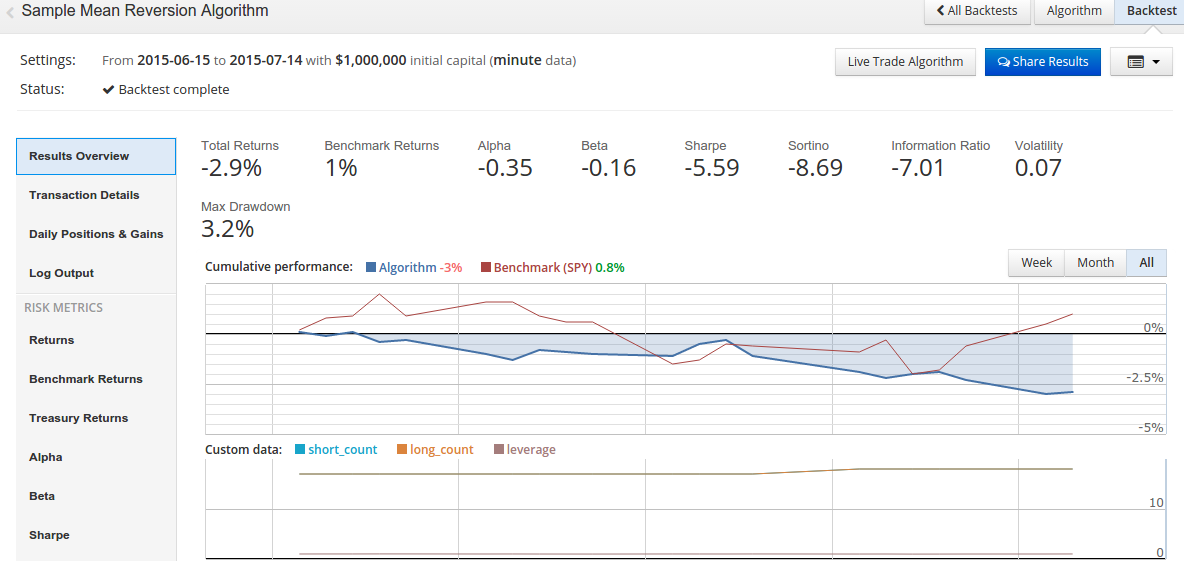 Sample Mean Reversion Algorithm
All Backtests Algorithm Backtest
Settings: From 2015-06-15 to 2015-07-14 with $1,000,000 initial capital (minute data)
Live Trade Algorithm Share Results
Status: Backtest complete
Results Overview
Transaction Details
Daily Positions & Gains
Log Output
RISK METRICS
Returns
Benchmark Returns
Treasury Returns
Alpha
Beta
Sharpe
Total Returns Benchmark Returns Alpha Beta Sharpe Sortino Information Ratio Volatility
-2.9% 1% -0.35 -0.16 -5.59 -8.69 -7.01 0.07
Max Drawdown
3.2%
Cumulative performance: Algorithm -3% Benchmark (SPY) 0.8%
Week Month All
0%
-2.5%
-5%
Custom data: short_count long_count leverage
10
0